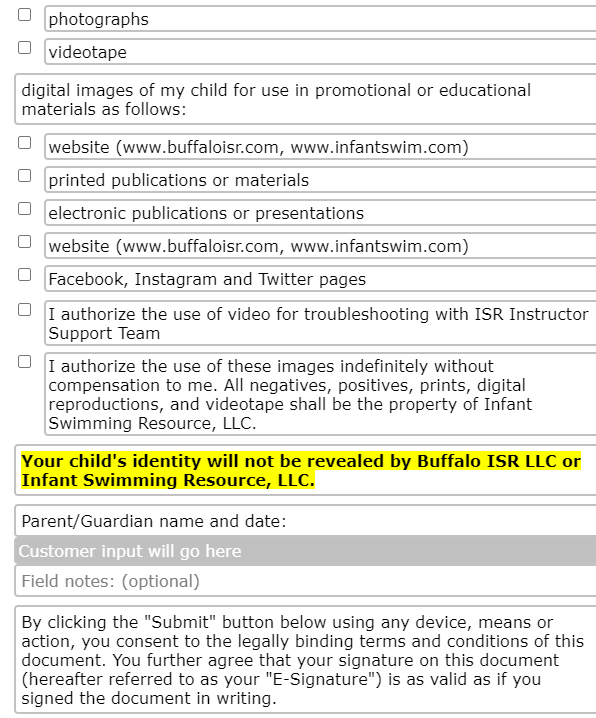 photographs
videotape
digital images of my child for use in promotional or educational
materials as follows:
website (www.buffaloisr.com, www.infantswim.com)
printed publications or materials
electronic publications or presentations
website (www.buffaloisr.com, www.infantswim.com)
Facebook, Instagram and Twitter pages
I authorize the use of video for troubleshooting with ISR Instructor
Support Team
I authorize the use of these images indefinitely without
compensation to me. All negatives, positives, prints, digital
reproductions, and videotape shall be the property of Infant
Swimming Resource, LLC.
Your child's identity will not be revealed by Buffalo ISR LLC or
Infant Swimming Resource, LLC.
Parent/Guardian name and date:
Customer input will go here
Field notes: (optional)
By clicking the "Submit" button below using any device, means or
action, you consent to the legally binding terms and conditions of this
document. You further agree that your signature on this document
(hereafter referred to as your "E-Signature") is as valid as if you
signed the document in writing.